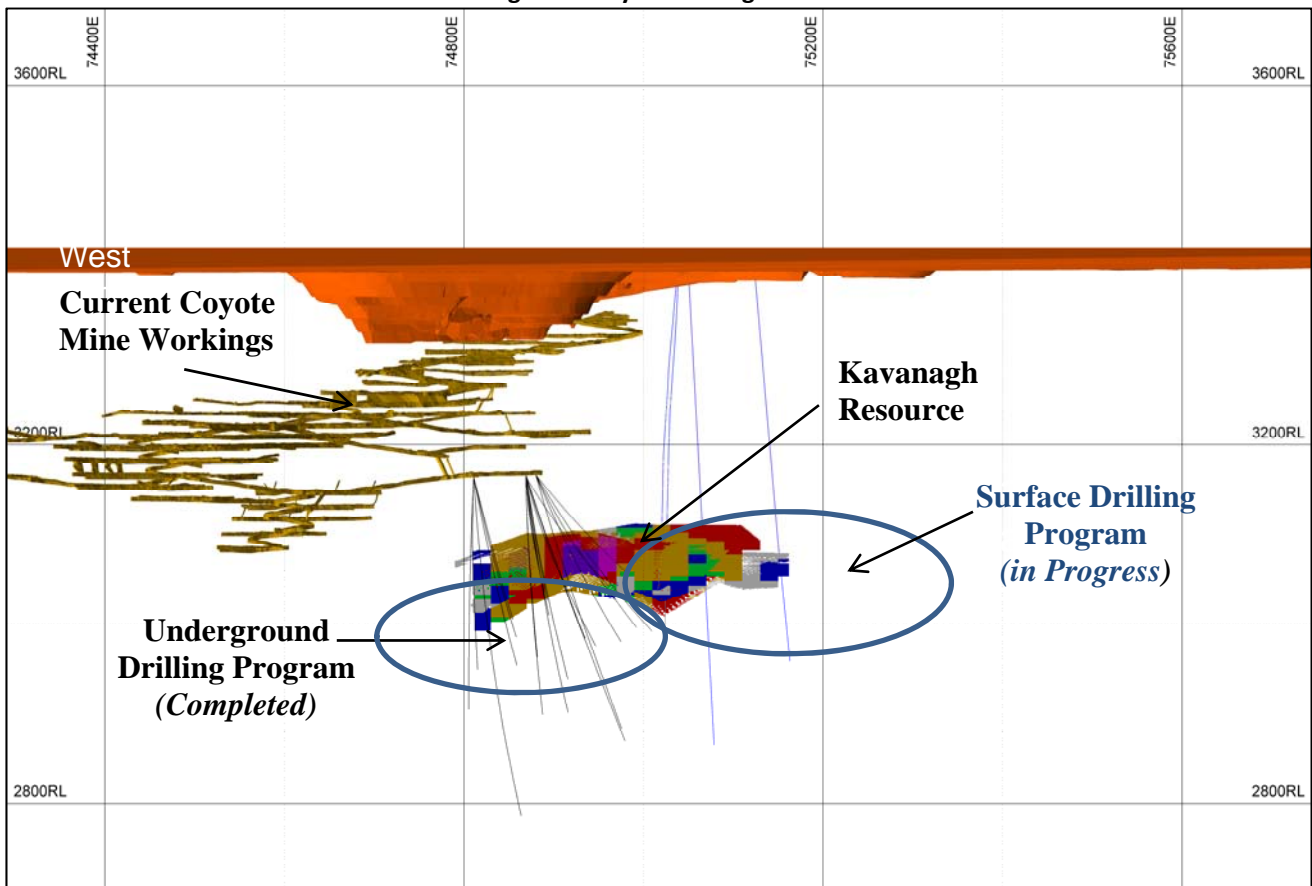 74400E
74800E
75200E
75600E
3600RL
3600RL
West
Current Coyote
Mine Workings
Kavanagh
Resource
3200RL
3200RL
Surface Drilling
Program
(in Progress)
Underground
Drilling Program
(Completed)
2800RL
2800RL